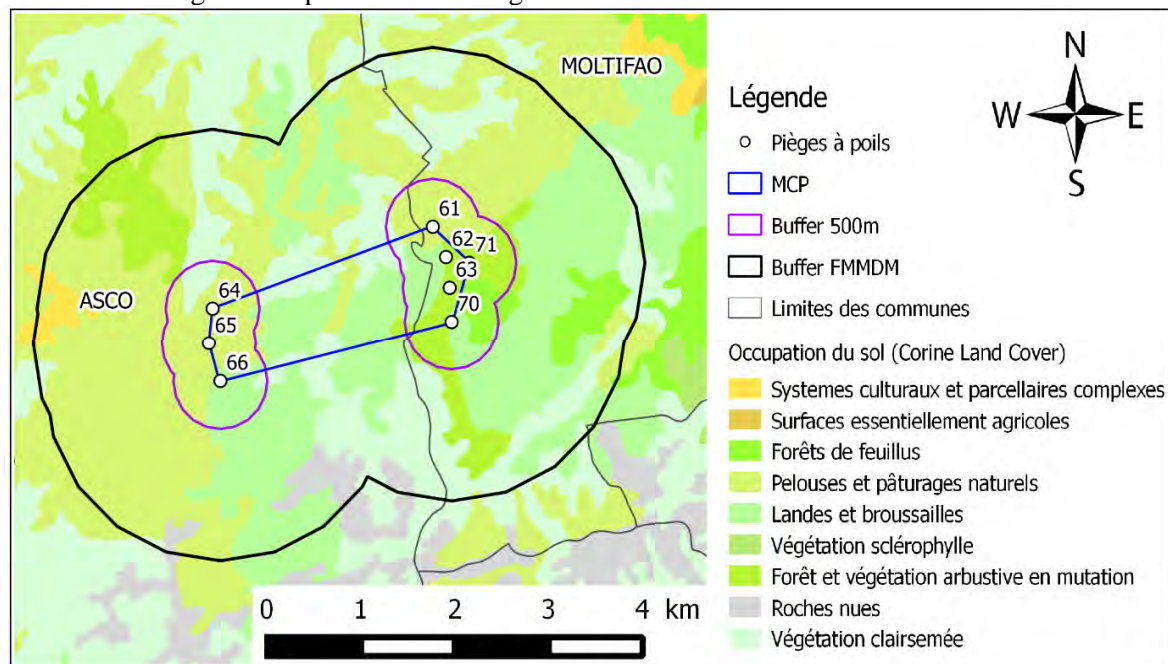 MOLTIFAO
ASCO
61
62
71
63
70
64
65
66
0 1 2 3 4 km
N
W E
S
Légende
Pièges à poils
MCP
Buffer 500m
Buffer FMMDM
Limites des communes
Occupation du sol (Corine Land Cover)
Systemes culturaux et parcellaires complexes
Surfaces essentiellement agricoles
Forêts de feuillus
Pelouses et pâturages naturels
Landes et broussailles
Végétation sclérophylle
Forêt et végétation arbustive en mutation
Roches nues
Végétation clairsemée